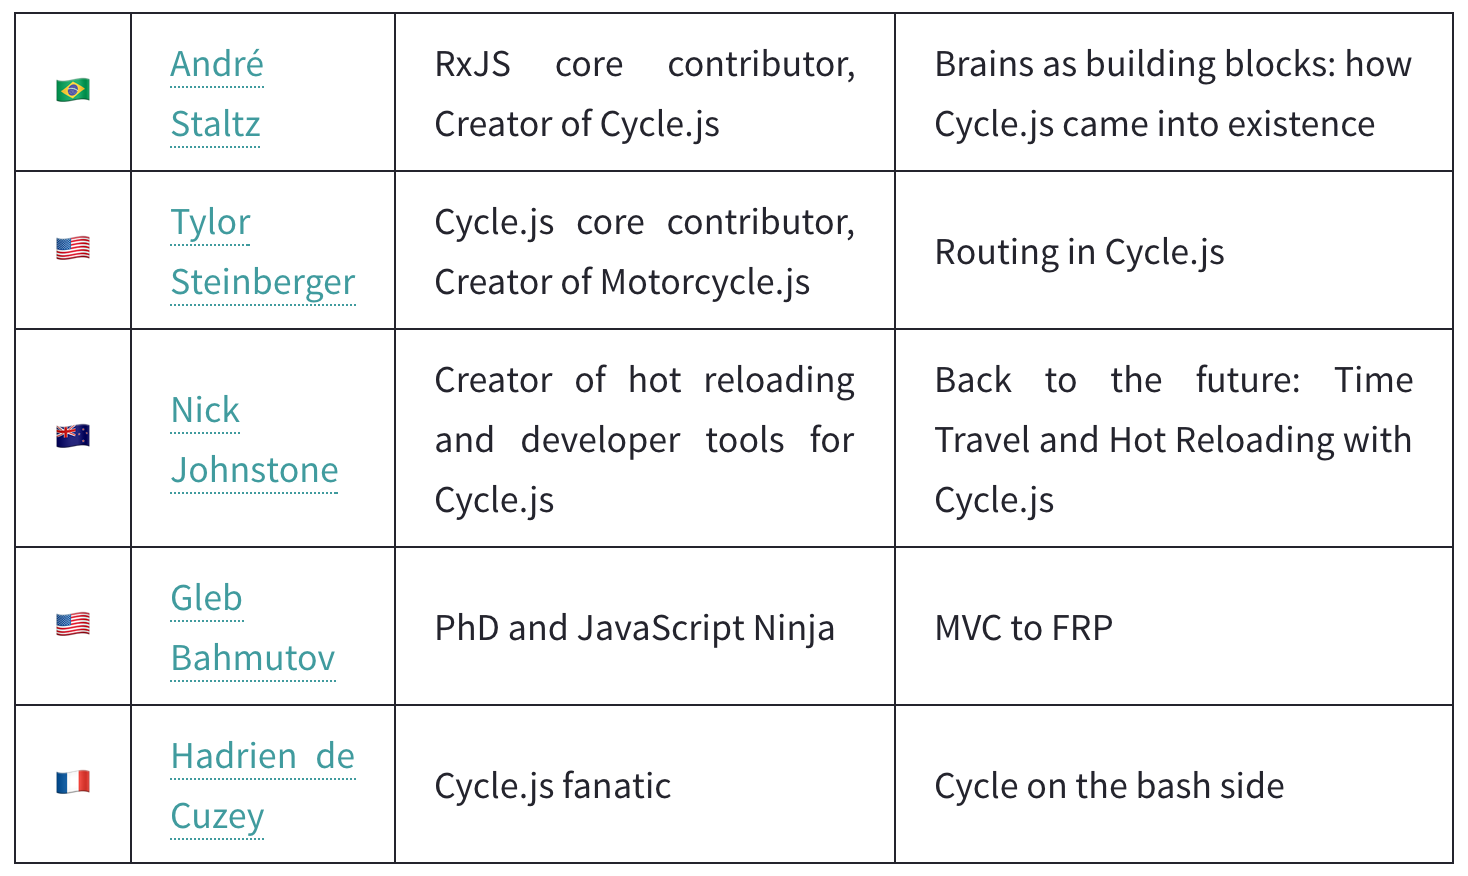 André
Staltz
RxJS core contributor,
Creator of Cycle.js
Brains as building blocks: how
Cycle.js came into existence
Tylor
Steinberger
Cycle.js core contributor,
Creator of Motorcycle.js
Routing in Cycle.js
Nick
Johnstone
Creator of hot reloading
and developer tools for
Cycle.js
Back to the future: Time
Travel and Hot Reloading with
Cycle.js
Gleb
Bahmutov
PhD and JavaScript Ninja
MVC to FRP
Hadrien de
Cuzey
Cycle.js fanatic
Cycle on the bash side